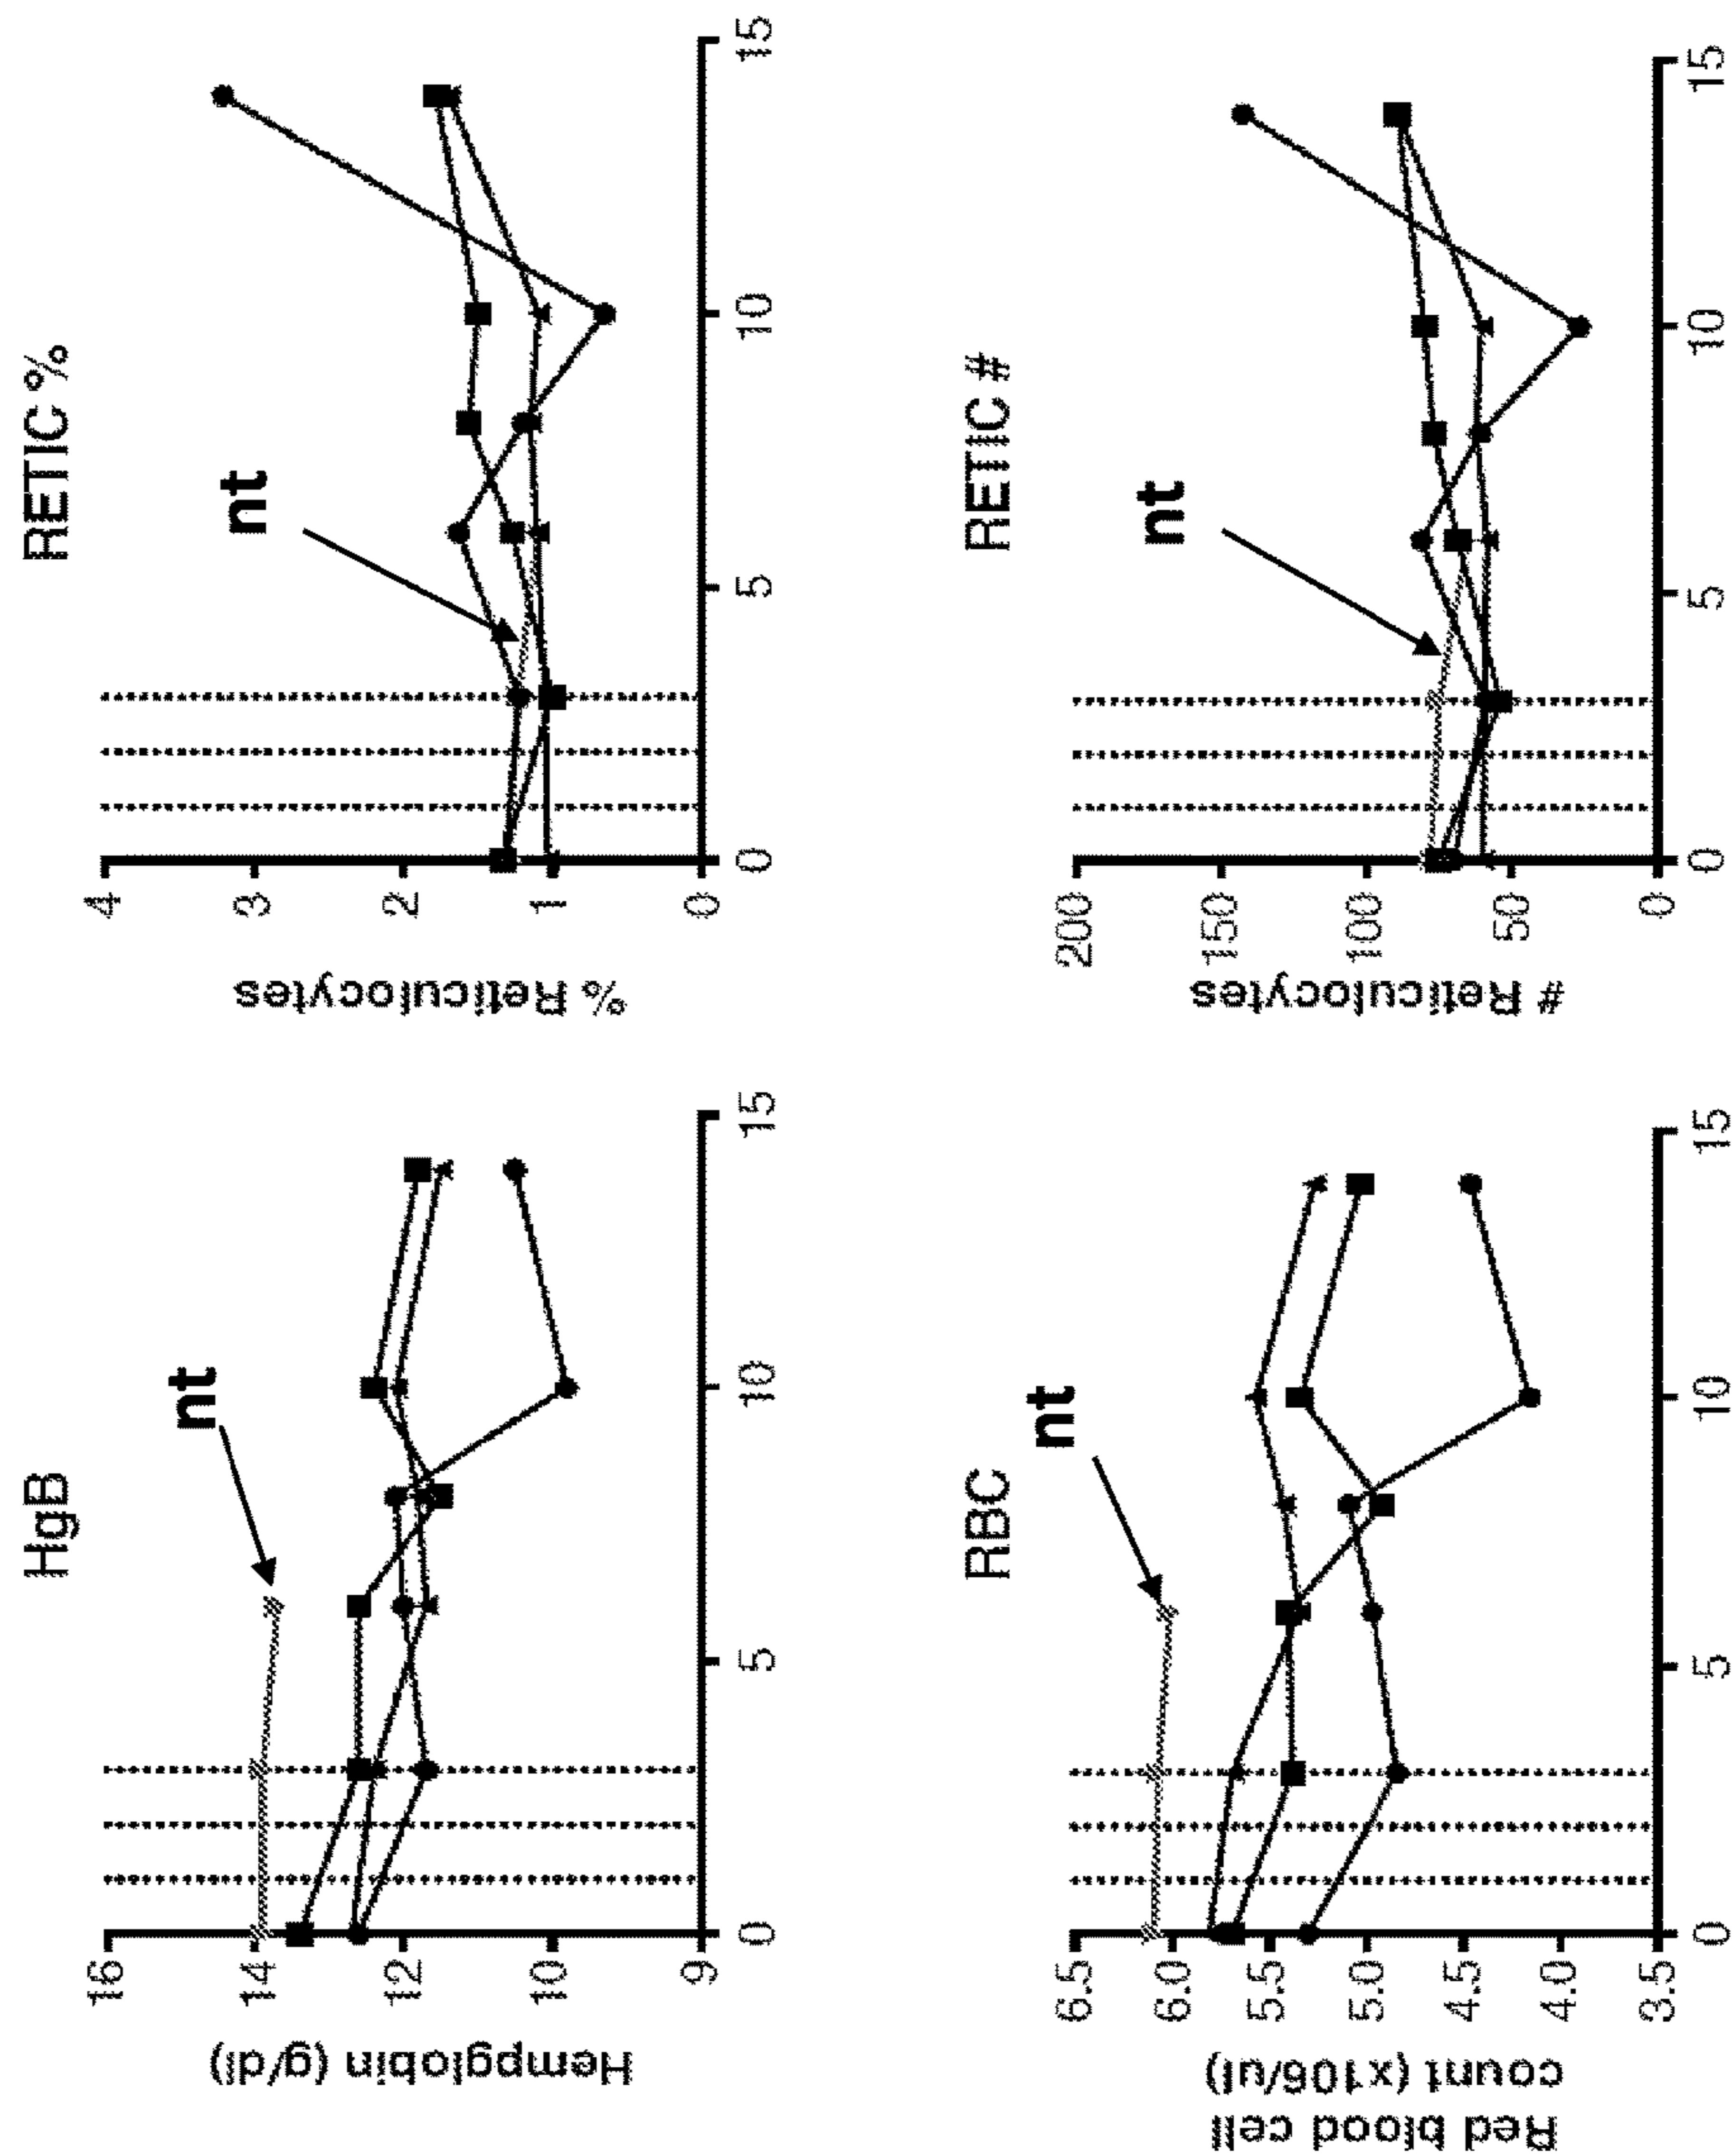 HgB
Hempglobin (g/dl)
16
14
12
10
9
0 5 10 15
nt
RETIC %
% Reticulocytes
4
3
2
1
0
0 5 10 15
nt
RBC
Red blood cell
count (x106/ul)
6.5
6.0
5.5
5.0
4.5
4.0
3.5
0 5 10 15
nt
RETIC #
# Reticulocytes
200
150
100
50
0
0 5 10 15
nt